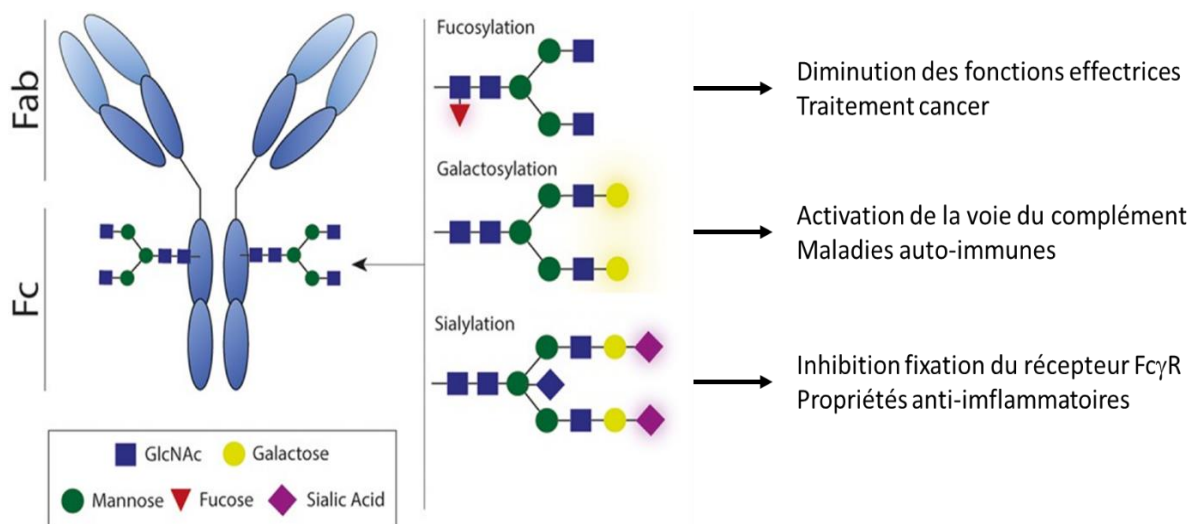 Fab
Fc
Fucosylation
Diminution des fonctions effectrices
Traitement cancer
Galactosylation
Activation de la voie du complément
Maladies auto-immunes
Sialylation
Inhibition fixation du récepteur FcγR
Propriétés anti-imflammatoires
GlcNAc
Galactose
Mannose
Fucose
Sialic Acid